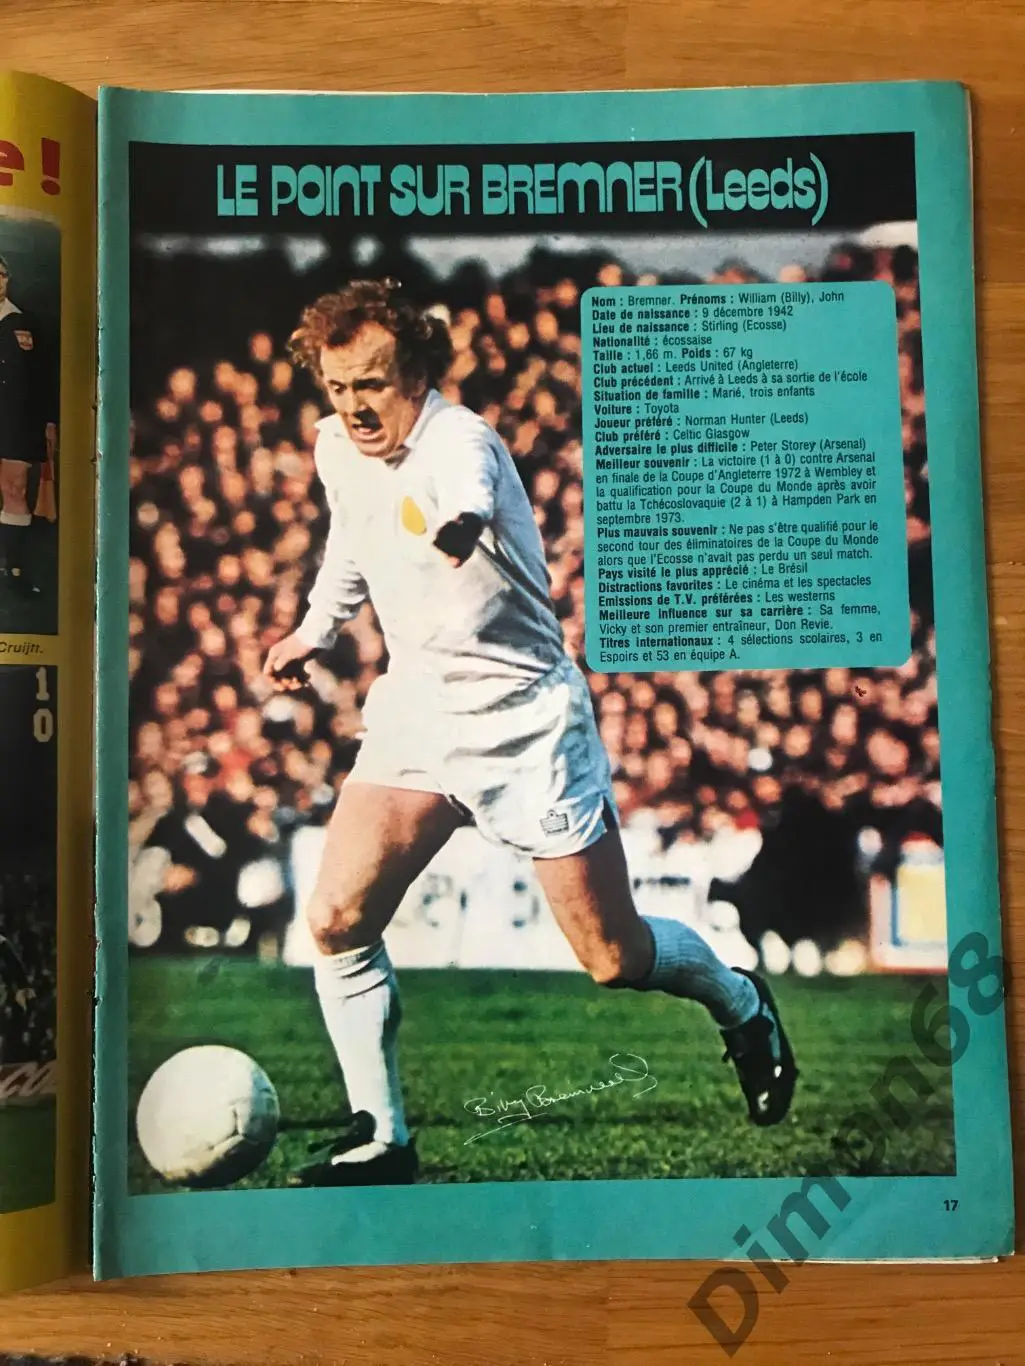 e!
Cruijff.
1
0
CO
LE POINT SUR BREMNER (Leeds)
Nom : Bremner. Prénoms : William (Billy), John
Date de naissance : 9 décembre 1942
Lieu de naissance : Stirling (Ecosse)
Nationalité : écossaise
Taille : 1,66 m. Poids : 67 kg
Club actuel : Leeds United (Angleterre)
Club précédent : Arrivé à Leeds à sa sortie de l'école
Situation de famille : Marié, trois enfants
Voiture : Toyota
Joueur préféré : Norman Hunter (Leeds)
Club préféré : Celtic Glasgow
Adversaire le plus difficile : Peter Storey (Arsenal)
Meilleur souvenir : La victoire (1 à 0) contre Arsenal
en finale de la Coupe d'Angleterre 1972 à Wembley et
la qualification pour la Coupe du Monde après avoir
battu la Tchécoslovaquie (2 à 1) à Hampden Park en
septembre 1973.
Plus mauvais souvenir : Ne pas s'être qualifié pour le
second tour des éliminatoires de la Coupe du Monde
alors que l'Ecosse n'avait pas perdu un seul match.
Pays visité le plus apprécié : Le Brésil
Distractions favorites : Le cinéma et les spectacles
Emissions de T.V. préférées : Les westerns
Meilleure influence sur sa carrière : Sa femme,
Vicky et son premier entraîneur, Don Revie.
Titres internationaux : 4 sélections scolaires, 3 en
Espoirs et 53 en équipe A.
Billy Bremner
17
Dimon68